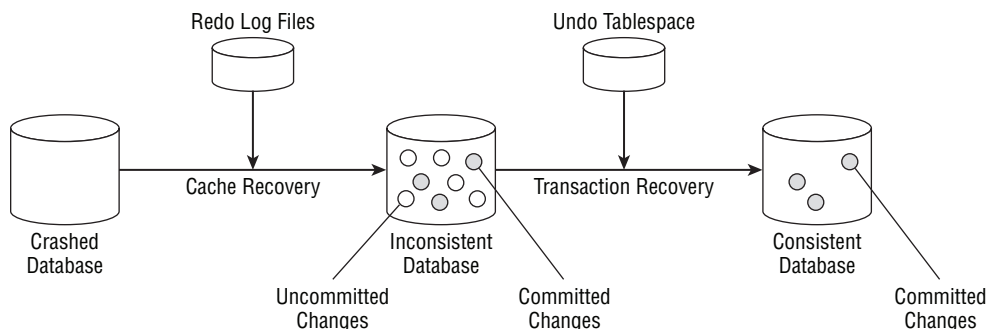 Redo Log Files
Undo Tablespace
Cache Recovery
Transaction Recovery
Crashed
Database
Inconsistent
Database
Consistent
Database
Uncommitted
Changes
Committed
Changes
Committed
Changes